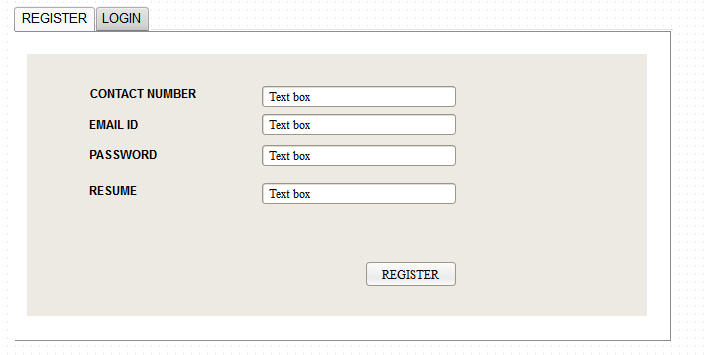 REGISTER LOGIN
CONTACT NUMBER Text box
EMAIL ID Text box
PASSWORD Text box
RESUME Text box
REGISTER